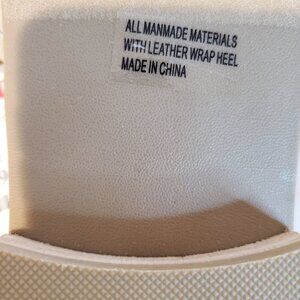 ALL MANMADE MATERIALS
WITH LEATHER WRAP HEEL
MADE IN CHINA